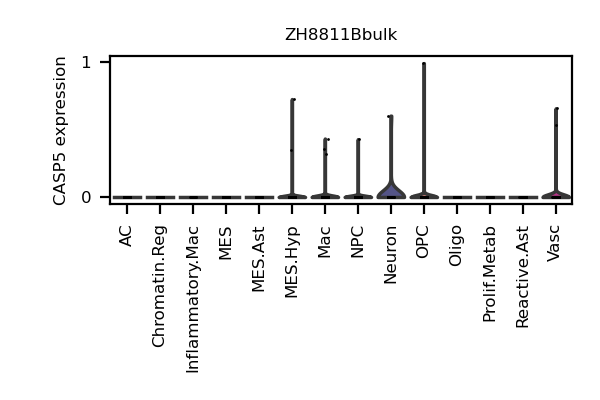 ZH8811Bbulk
CASP5 expression
1
0
AC
Chromatin.Reg
Inflammatory.Mac
MES
MES.Ast
MES.Hyp
Mac
NPC
Neuron
OPC
Oligo
Prolif.Metab
Reactive.Ast
Vasc